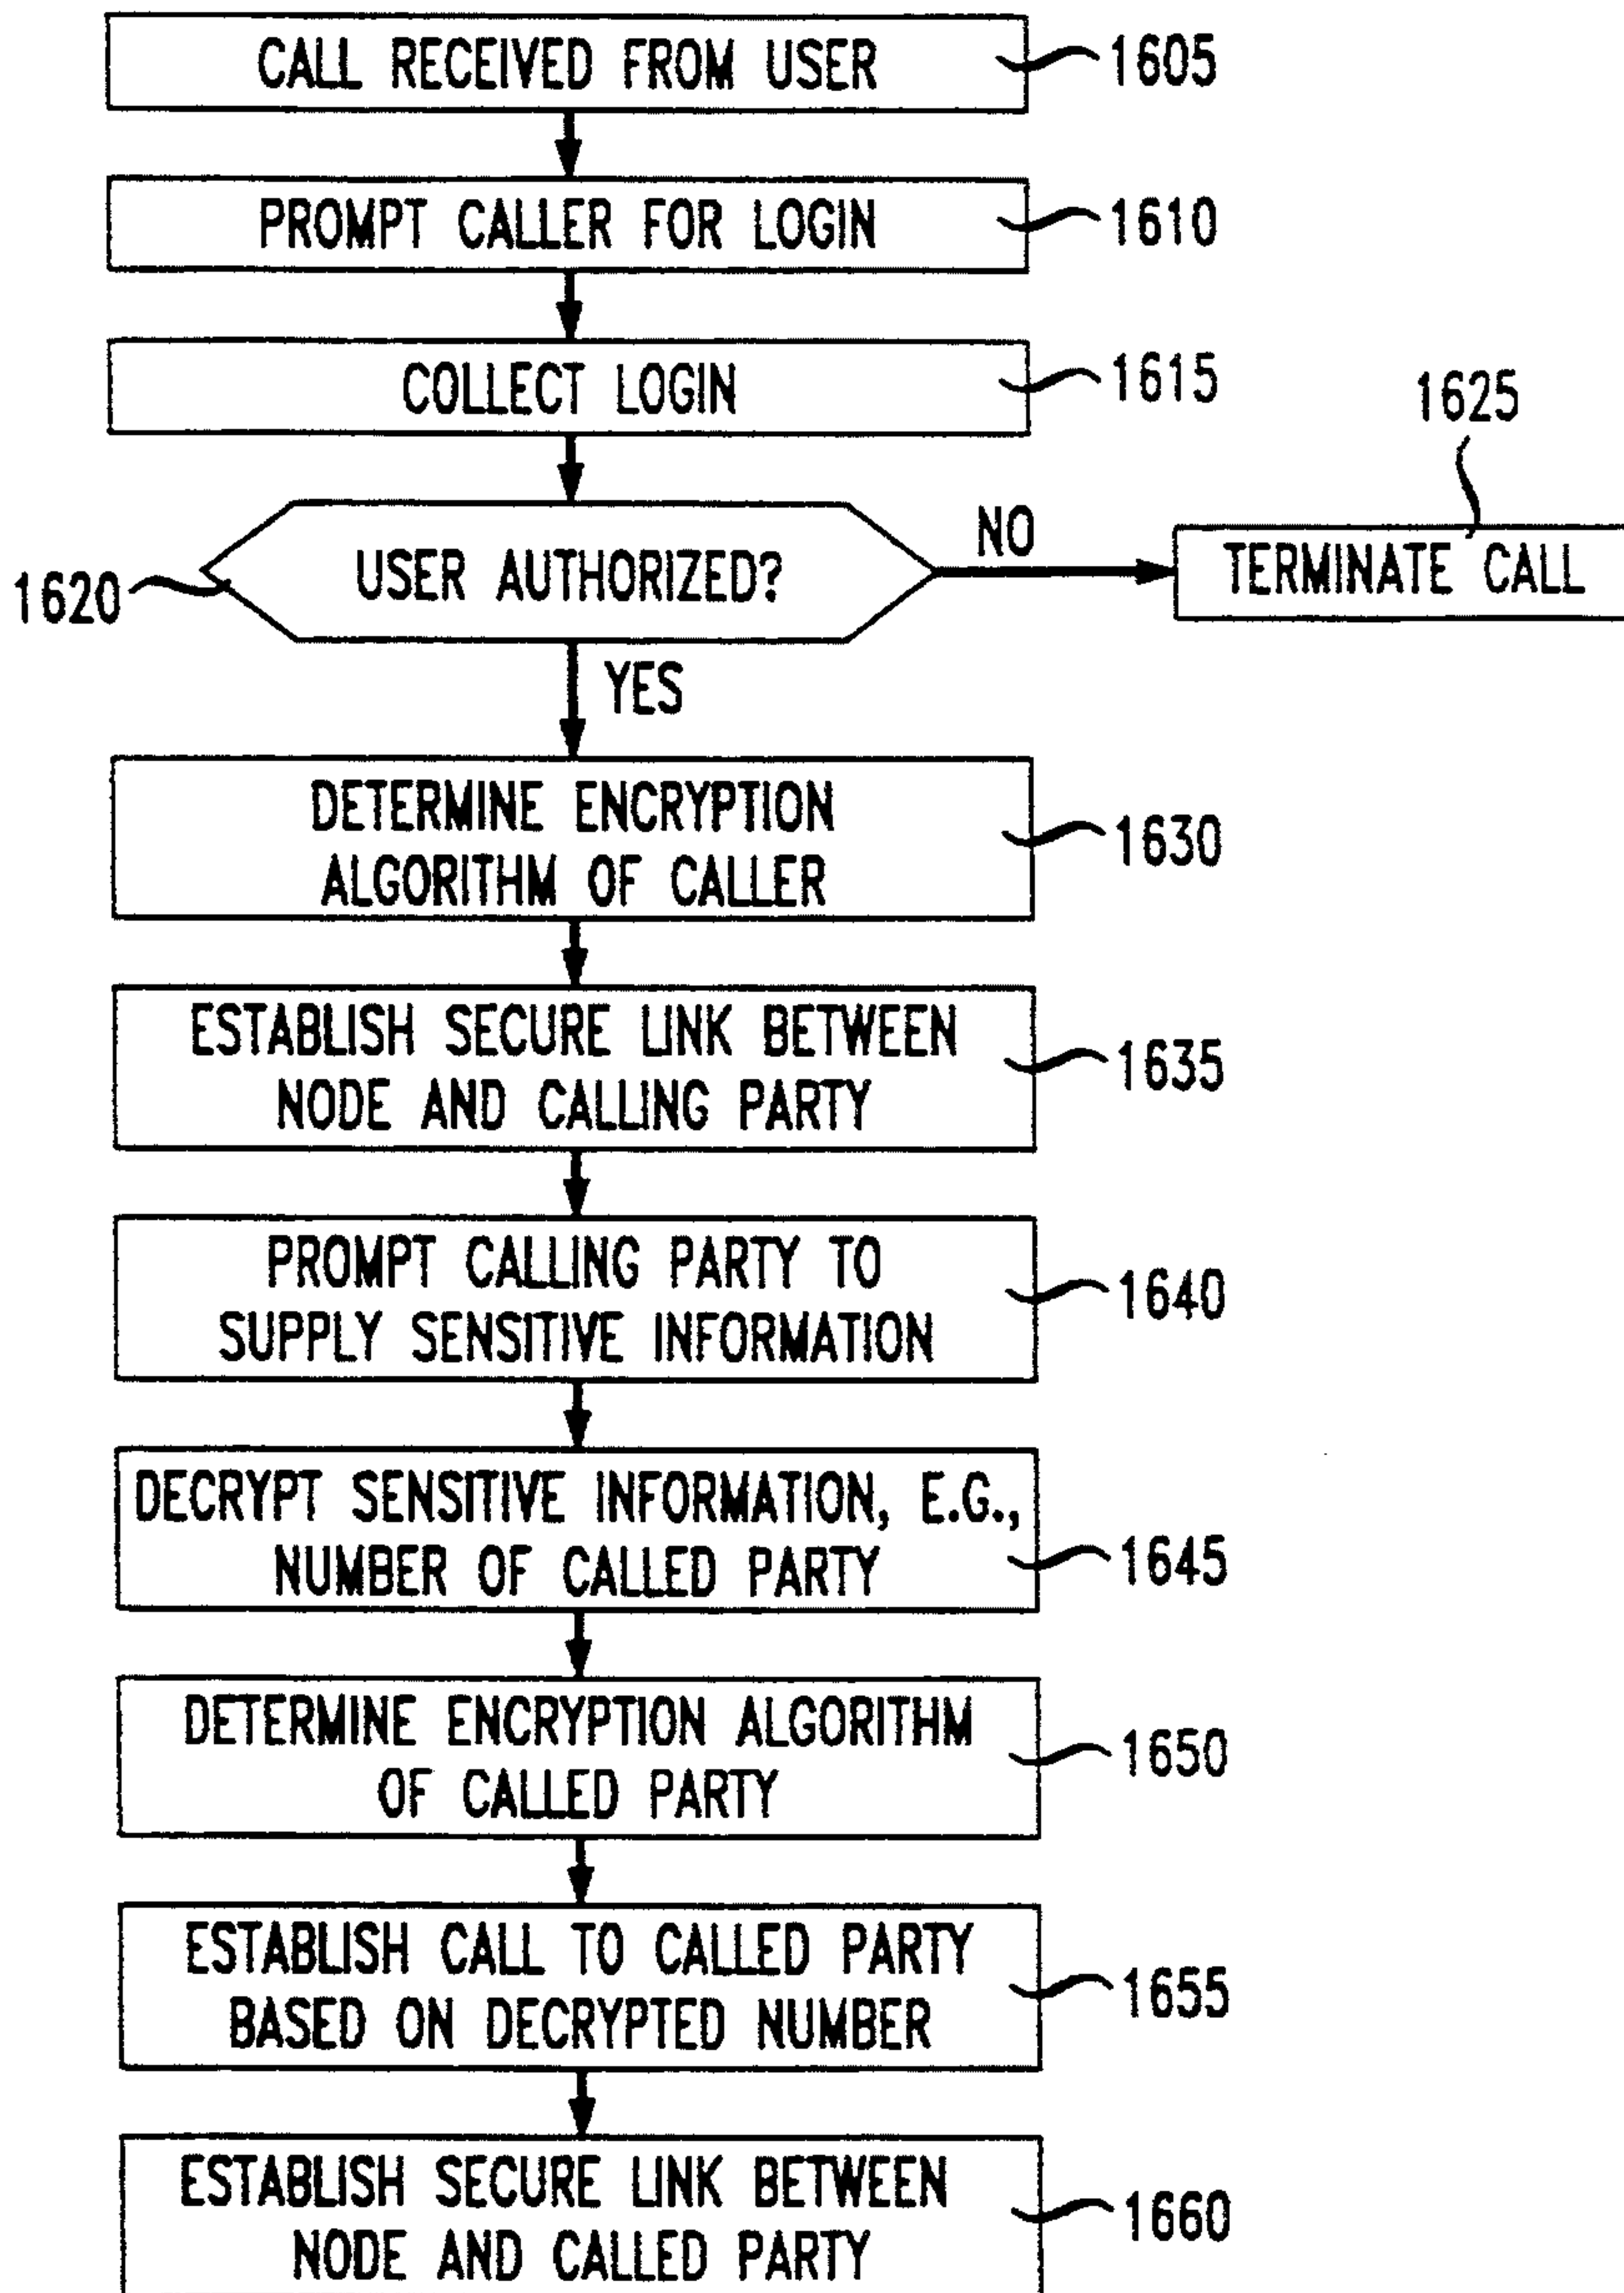 CALL RECEIVED FROM USER
1605
PROMPT CALLER FOR LOGIN
1610
COLLECT LOGIN
1615
1625
USER AUTHORIZED?
1620
NO
TERMINATE CALL
YES
DETERMINE ENCRYPTION
ALGORITHM OF CALLER
1630
ESTABLISH SECURE LINK BETWEEN
NODE AND CALLING PARTY
1635
PROMPT CALLING PARTY TO
SUPPLY SENSITIVE INFORMATION
1640
DECRYPT SENSITIVE INFORMATION, E.G.,
NUMBER OF CALLED PARTY
1645
DETERMINE ENCRYPTION ALGORITHM
OF CALLED PARTY
1650
ESTABLISH CALL TO CALLED PARTY
BASED ON DECRYPTED NUMBER
1655
ESTABLISH SECURE LINK BETWEEN
NODE AND CALLED PARTY
1660